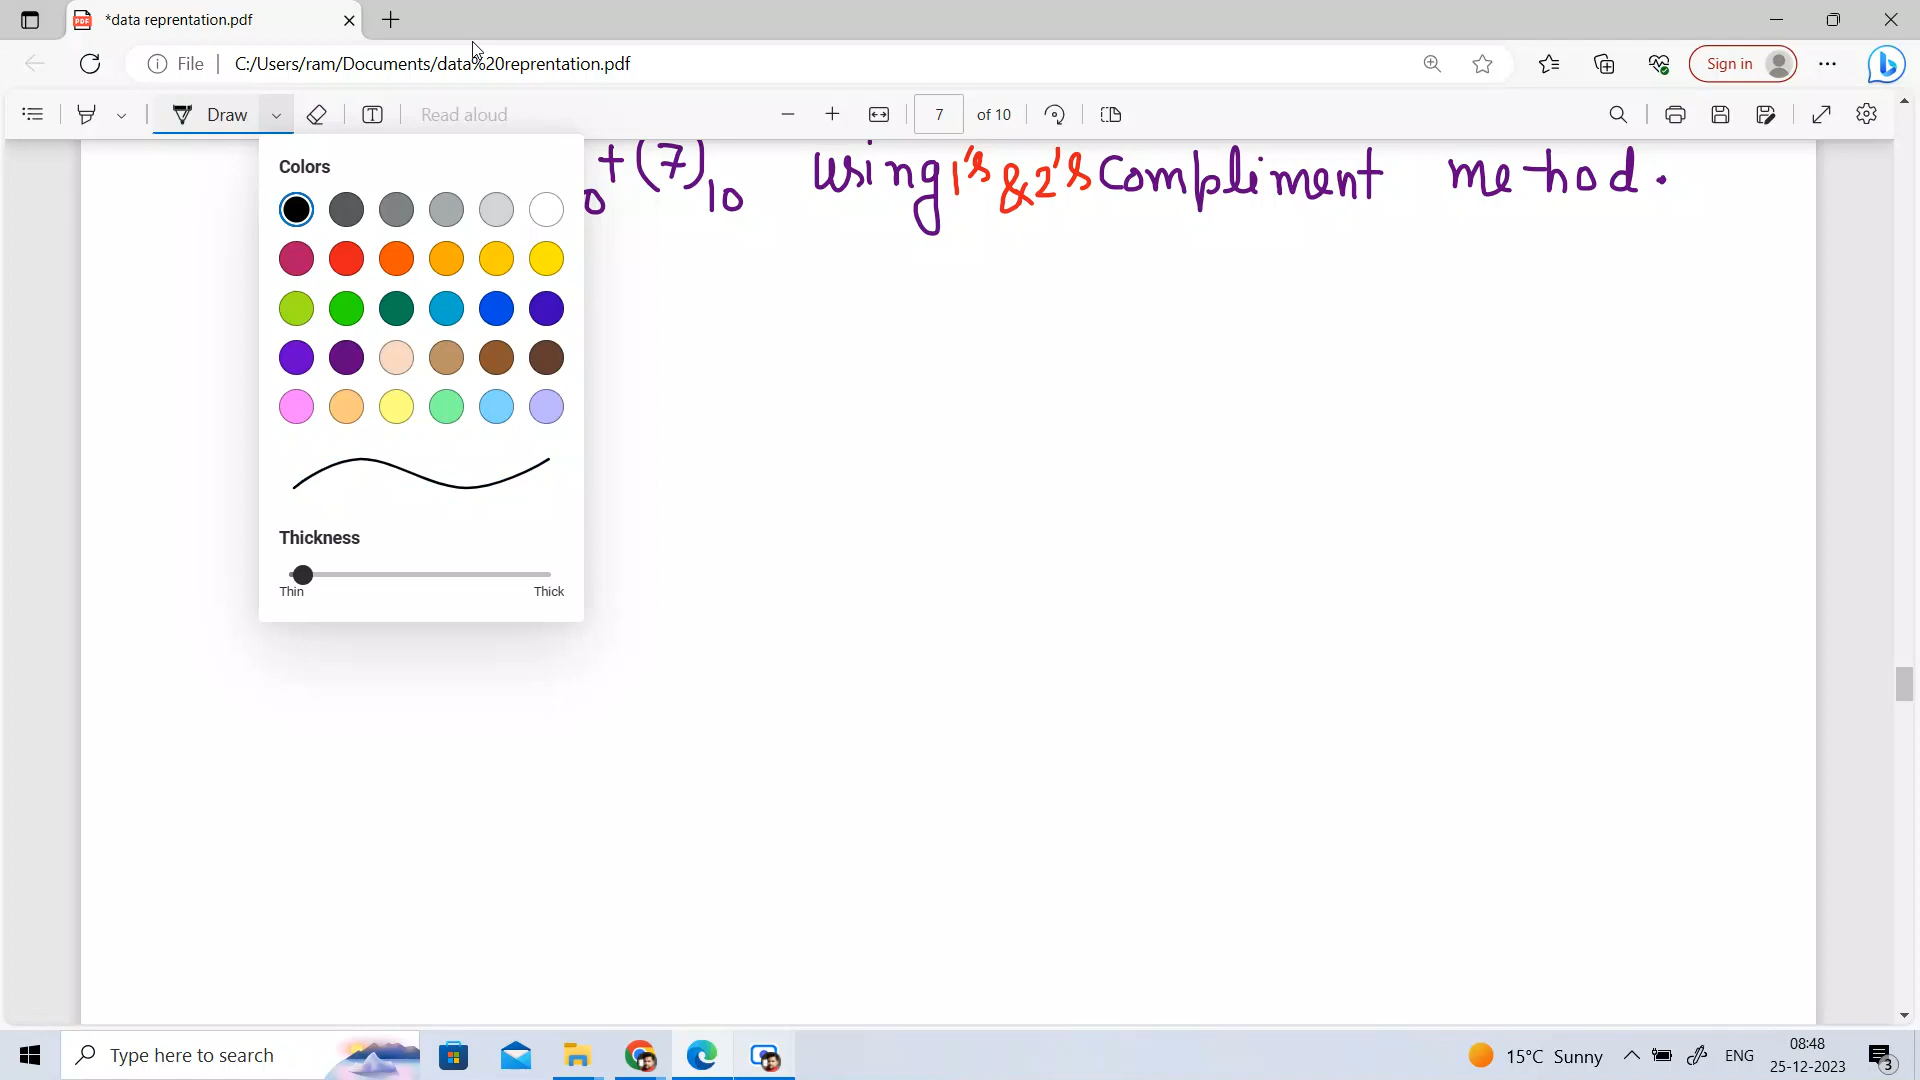 *data reprentation.pdf
File
C:/Users/ram/Documents/data%20reprentation.pdf
Sign in
Draw
Read aloud
7
of 10
+(7)10 using 1's & 2's Compliment method.
Colors
Thickness
Thin
Thick
Type here to search
15°C Sunny
ENG
08:48
25-12-2023
3